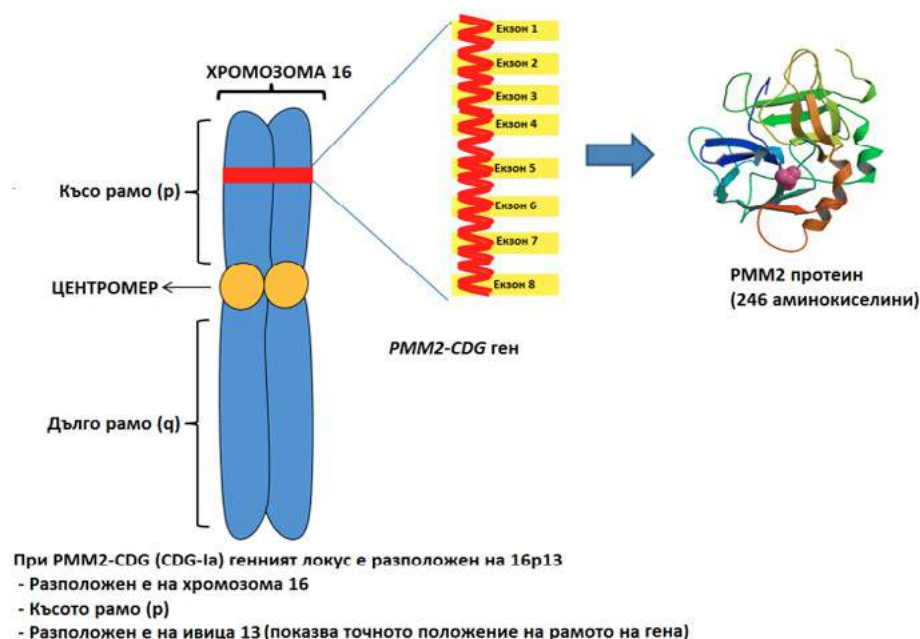 ХРОМОЗОМА 16
Късо рамо (p)
ЦЕНТРОМЕР
Дълго рамо (q)
Екзон 1
Екзон 2
Екзон 3
Екзон 4
Екзон 5
Екзон 6
Екзон 7
Екзон 8
PMM2-CDG ген
PMM2 протеин
(246 аминокиселини)
При PMM2-CDG (CDG-Ia) генният локус е разположен на 16p13
- Разположен е на хромозома 16
- Късото рамо (p)
- Разположен е на ивица 13 (показва точното положение на рамото на гена)